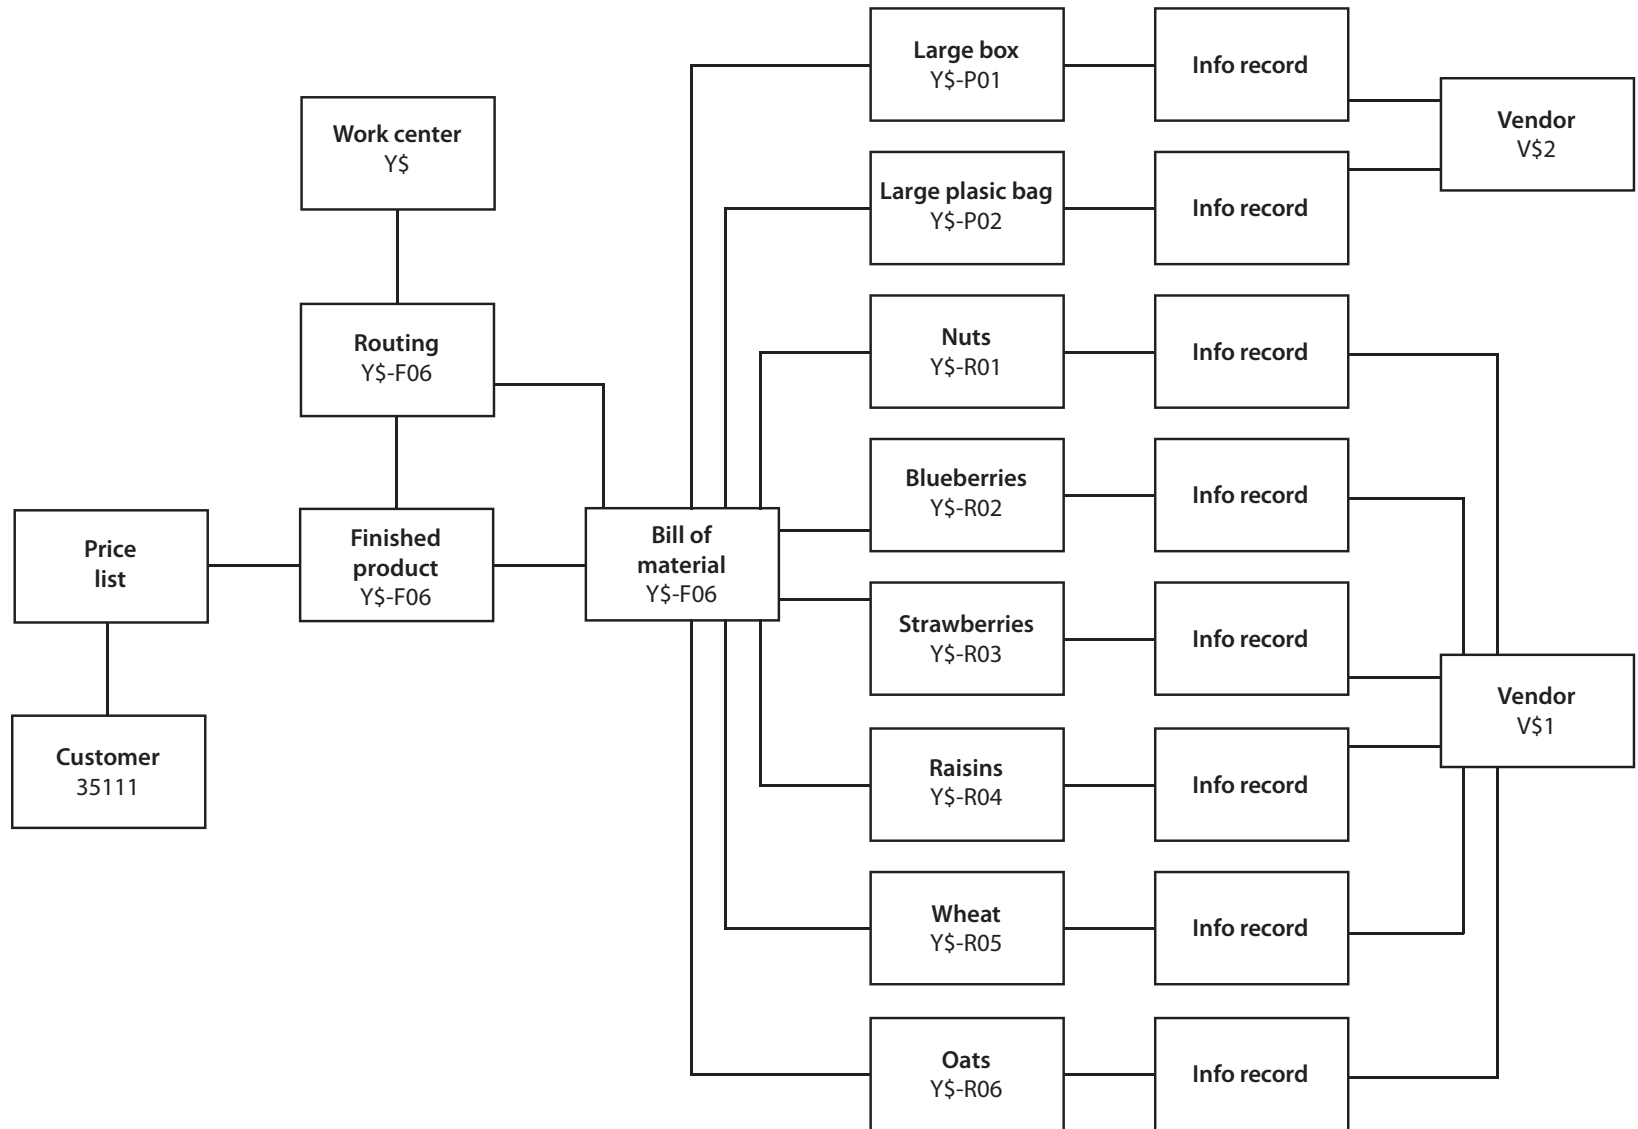 Large box
Y$-P01
Info record
Vendor
V$2
Work center
Y$
Large plasic bag
Y$-P02
Info record
Routing
Y$-F06
Nuts
Y$-R01
Info record
Blueberries
Y$-R02
Info record
Price
list
Finished
product
Y$-F06
Bill of
material
Y$-F06
Strawberries
Y$-R03
Info record
Vendor
V$1
Customer
35111
Raisins
Y$-R04
Info record
Wheat
Y$-R05
Info record
Oats
Y$-R06
Info record